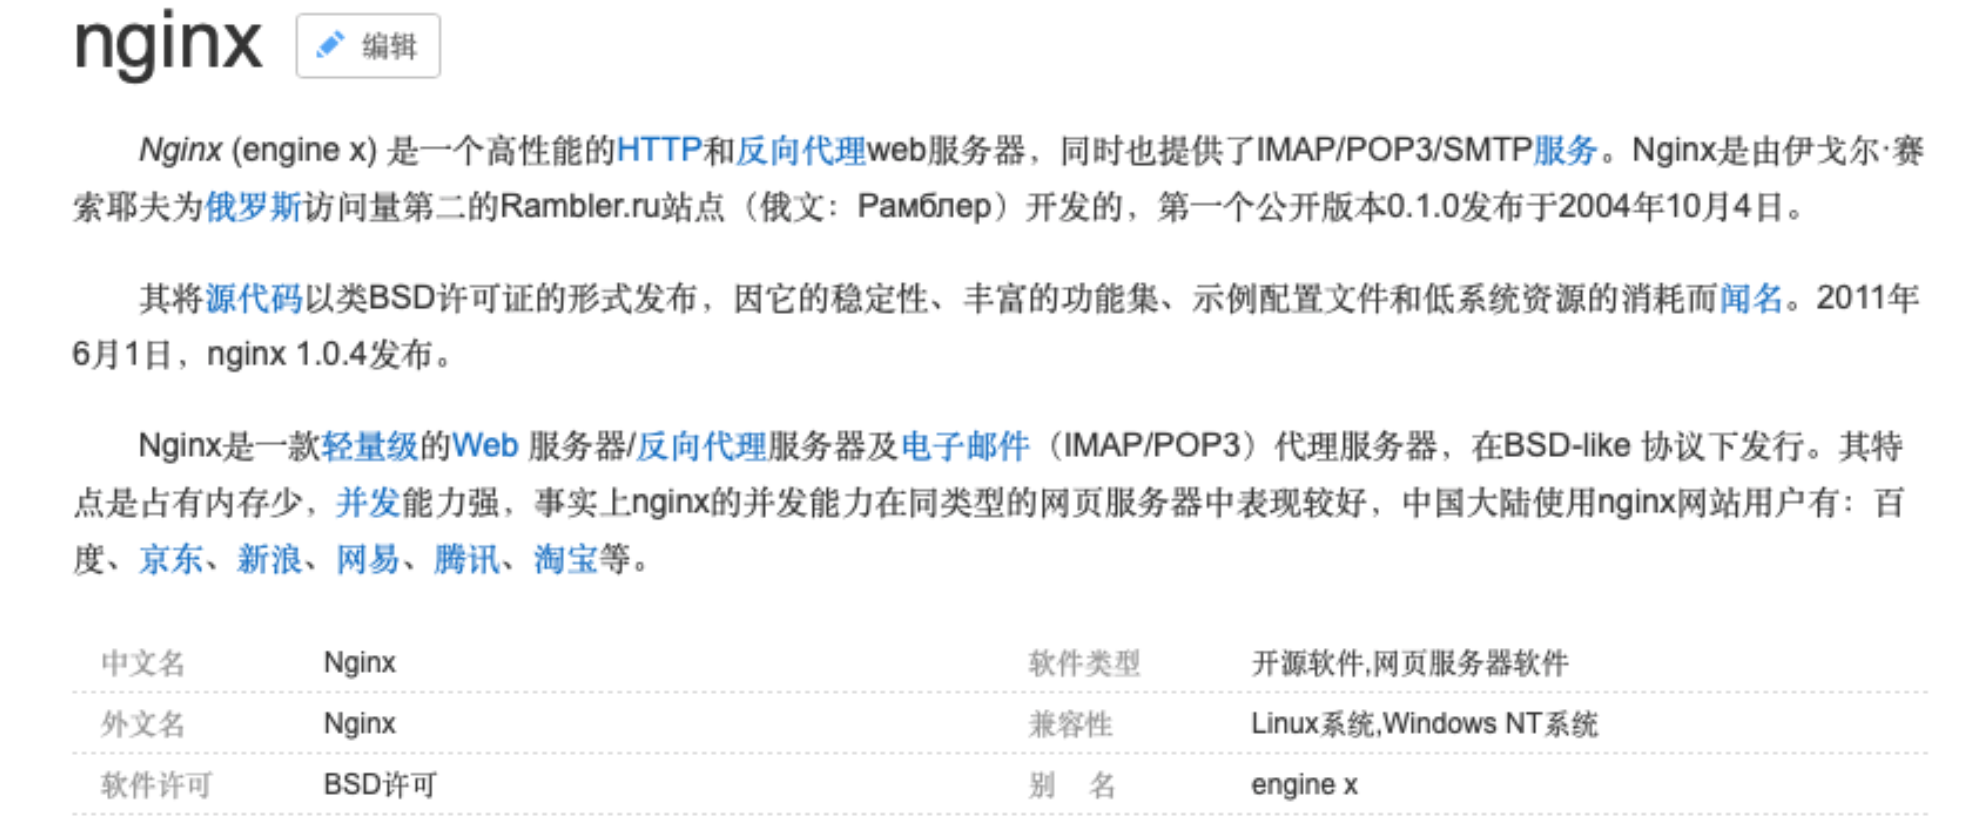 nginx 编辑
Nginx (engine x) 是一个高性能的HTTP和反向代理web服务器，同时也提供了IMAP/POP3/SMTP服务。Nginx是由伊戈尔·赛
索耶夫为俄罗斯访问量第二的Rambler.ru站点（俄文：Рамблер）开发的，第一个公开版本0.1.0发布于2004年10月4日。
其将源代码以类BSD许可证的形式发布，因它的稳定性、丰富的功能集、示例配置文件和低系统资源的消耗而闻名。2011年
6月1日，nginx 1.0.4发布。
Nginx是一款轻量级的Web 服务器/反向代理服务器及电子邮件（IMAP/POP3）代理服务器，在BSD-like 协议下发行。其特
点是占有内存少，并发能力强，事实上nginx的并发能力在同类型的网页服务器中表现较好，中国大陆使用nginx网站用户有：百
度、京东、新浪、网易、腾讯、淘宝等。
中文名 Nginx 软件类型 开源软件,网页服务器软件
外文名 Nginx 兼容性 Linux系统,Windows NT系统
软件许可 BSD许可 别 名 engine x